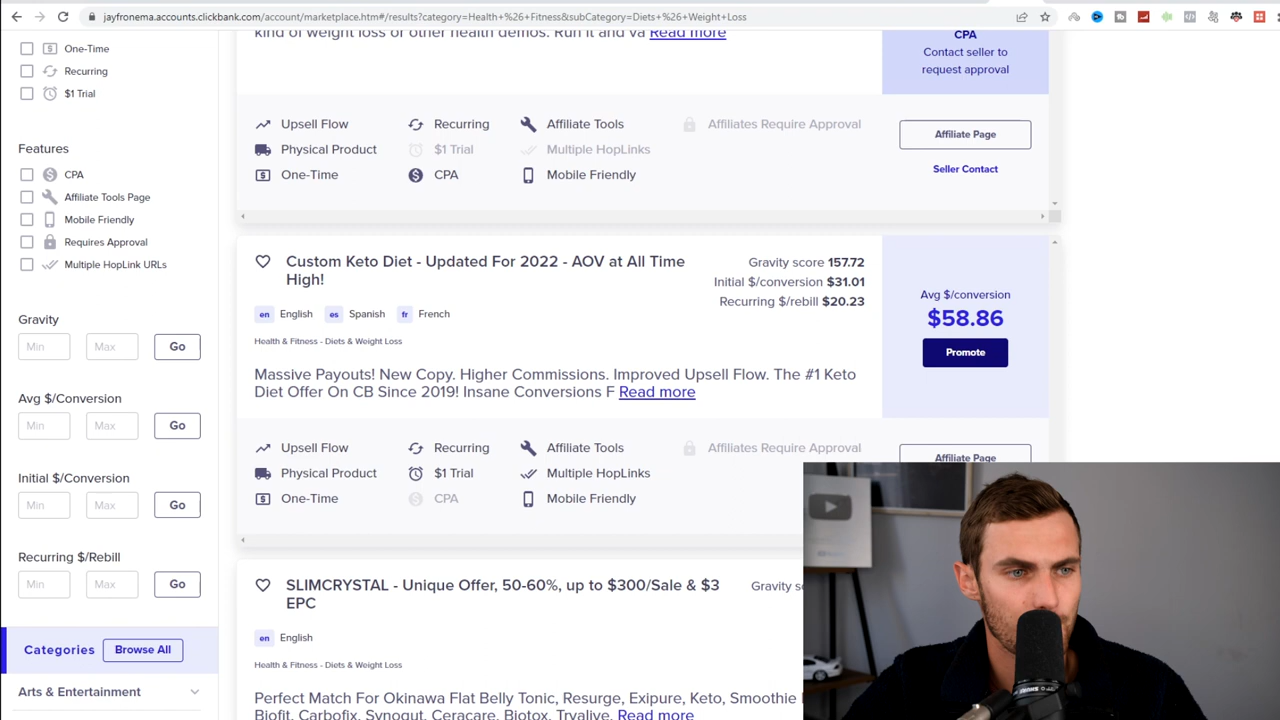 jayfronema.accounts.clickbank.com/account/marketplace.htm#/results?category=Health+%26+Fitness&subCategory=Diets+%26+Weight+Loss
One-Time
Recurring
$1 Trial
Features
CPA
Affiliate Tools Page
Mobile Friendly
Requires Approval
Multiple HopLink URLs
Gravity
Min Max Go
Avg $/Conversion
Min Max Go
Initial $/Conversion
Min Max Go
Recurring $/Rebill
Min Max Go
Categories Browse All
Arts & Entertainment
kind of weight loss or other health demos. Run it and va Read more
CPA
Contact seller to
request approval
Upsell Flow Recurring Affiliate Tools Affiliates Require Approval
Physical Product $1 Trial Multiple HopLinks
One-Time CPA Mobile Friendly
Affiliate Page
Seller Contact
Custom Keto Diet - Updated For 2022 - AOV at All Time
High!
Gravity score 157.72
Initial $/conversion $31.01
Recurring $/rebill $20.23
en English es Spanish fr French
Health & Fitness - Diets & Weight Loss
Massive Payouts! New Copy. Higher Commissions. Improved Upsell Flow. The #1 Keto
Diet Offer On CB Since 2019! Insane Conversions F Read more
Avg $/conversion
$58.86
Promote
Upsell Flow Recurring Affiliate Tools Affiliates Require Approval
Physical Product $1 Trial Multiple HopLinks
One-Time CPA Mobile Friendly
Affiliate Page
SLIMCRYSTAL - Unique Offer, 50-60%, up to $300/Sale & $3
EPC
Gravity
en English
Health & Fitness - Diets & Weight Loss
Perfect Match For Okinawa Flat Belly Tonic, Resurge, Exipure, Keto, Smoothie
Biofit, Carbofix, Synogut, Ceracare, Biotox, Tryalive, Read more